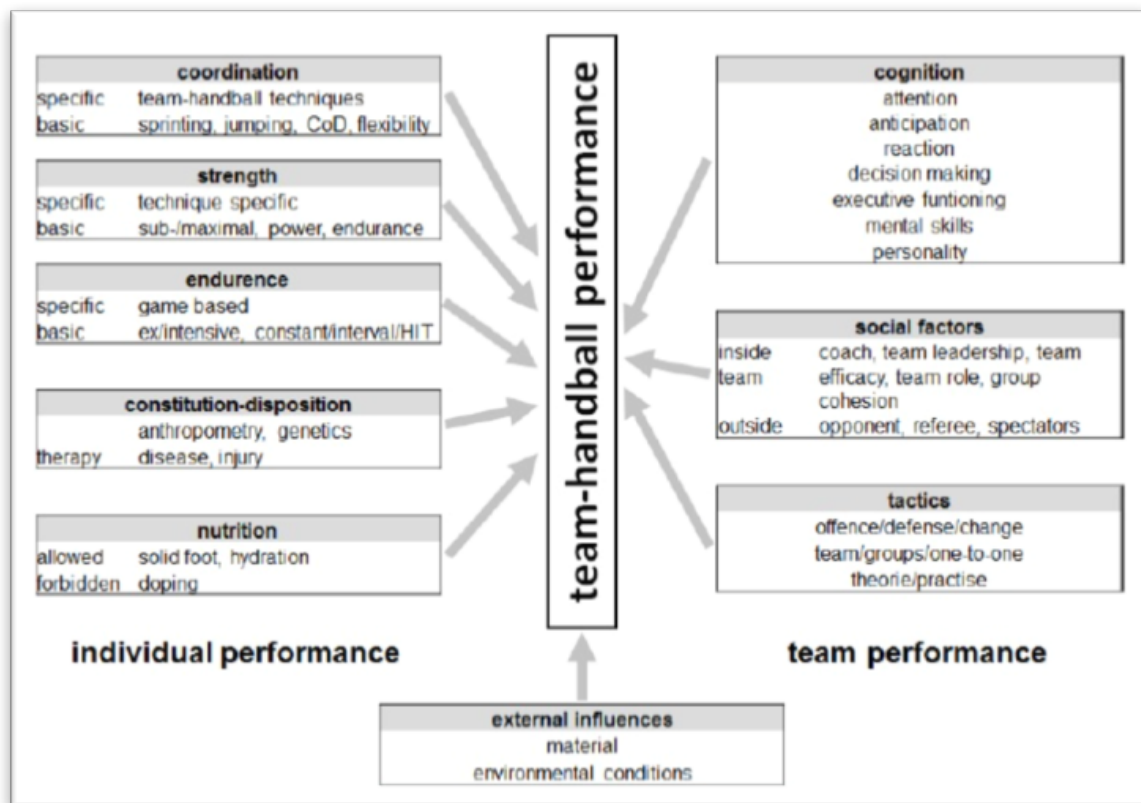 coordination
specific team-handball techniques
basic sprinting, jumping, CoD, flexibility
strength
specific technique specific
basic sub-/maximal, power, endurance
endurence
specific game based
basic ex/intensive, constant/interval/HIT
constitution-disposition
anthropometry, genetics
therapy disease, injury
nutrition
allowed solid foot, hydration
forbidden doping
individual performance
team-handball performance
cognition
attention
anticipation
reaction
decision making
executive funtioning
mental skills
personality
social factors
inside coach, team leadership, team
team efficacy, team role, group
cohesion
outside opponent, referee, spectators
tactics
offence/defense/change
team/groups/one-to-one
theorie/practise
team performance
external influences
material
environmental conditions